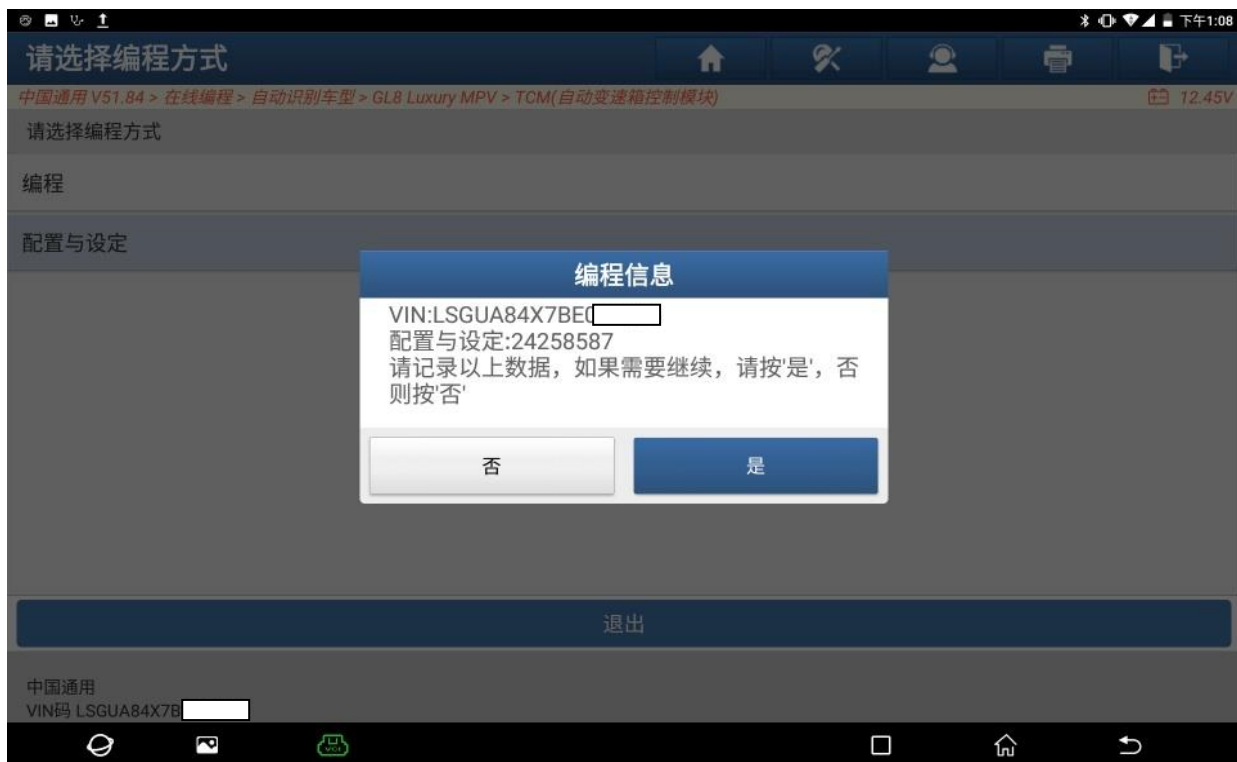 下午1:08
请选择编程方式
中国通用 V51.84 > 在线编程 > 自动识别车型 > GL8 Luxury MPV > TCM(自动变速箱控制模块)
12.45V
请选择编程方式
编程
配置与设定
编程信息
VIN:LSGUA84X7BE0
配置与设定:24258587
请记录以上数据，如果需要继续，请按'是'，否
则按'否'
否
是
退出
中国通用
VIN码 LSGUA84X7B
VCI